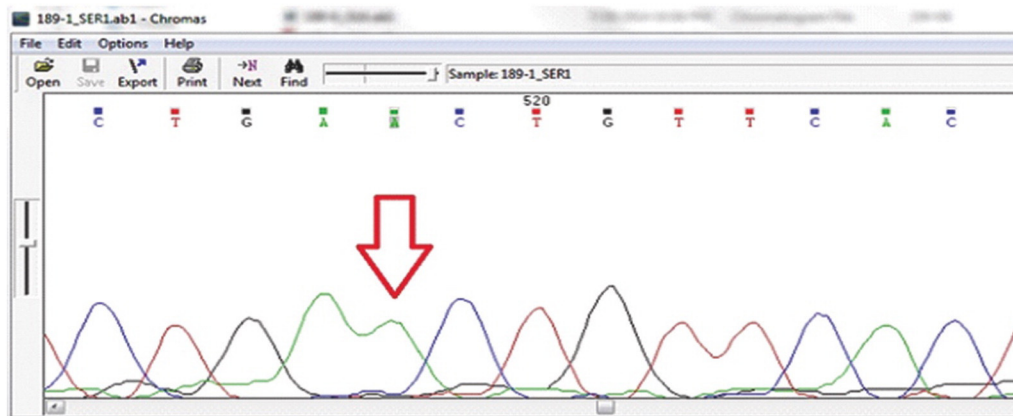 189-1_SER1.ab1 - Chromas
File Edit Options Help
Open Save Export Print Next Find Sample: 189-1_SER1
520
C T G A A C T G T T C A C